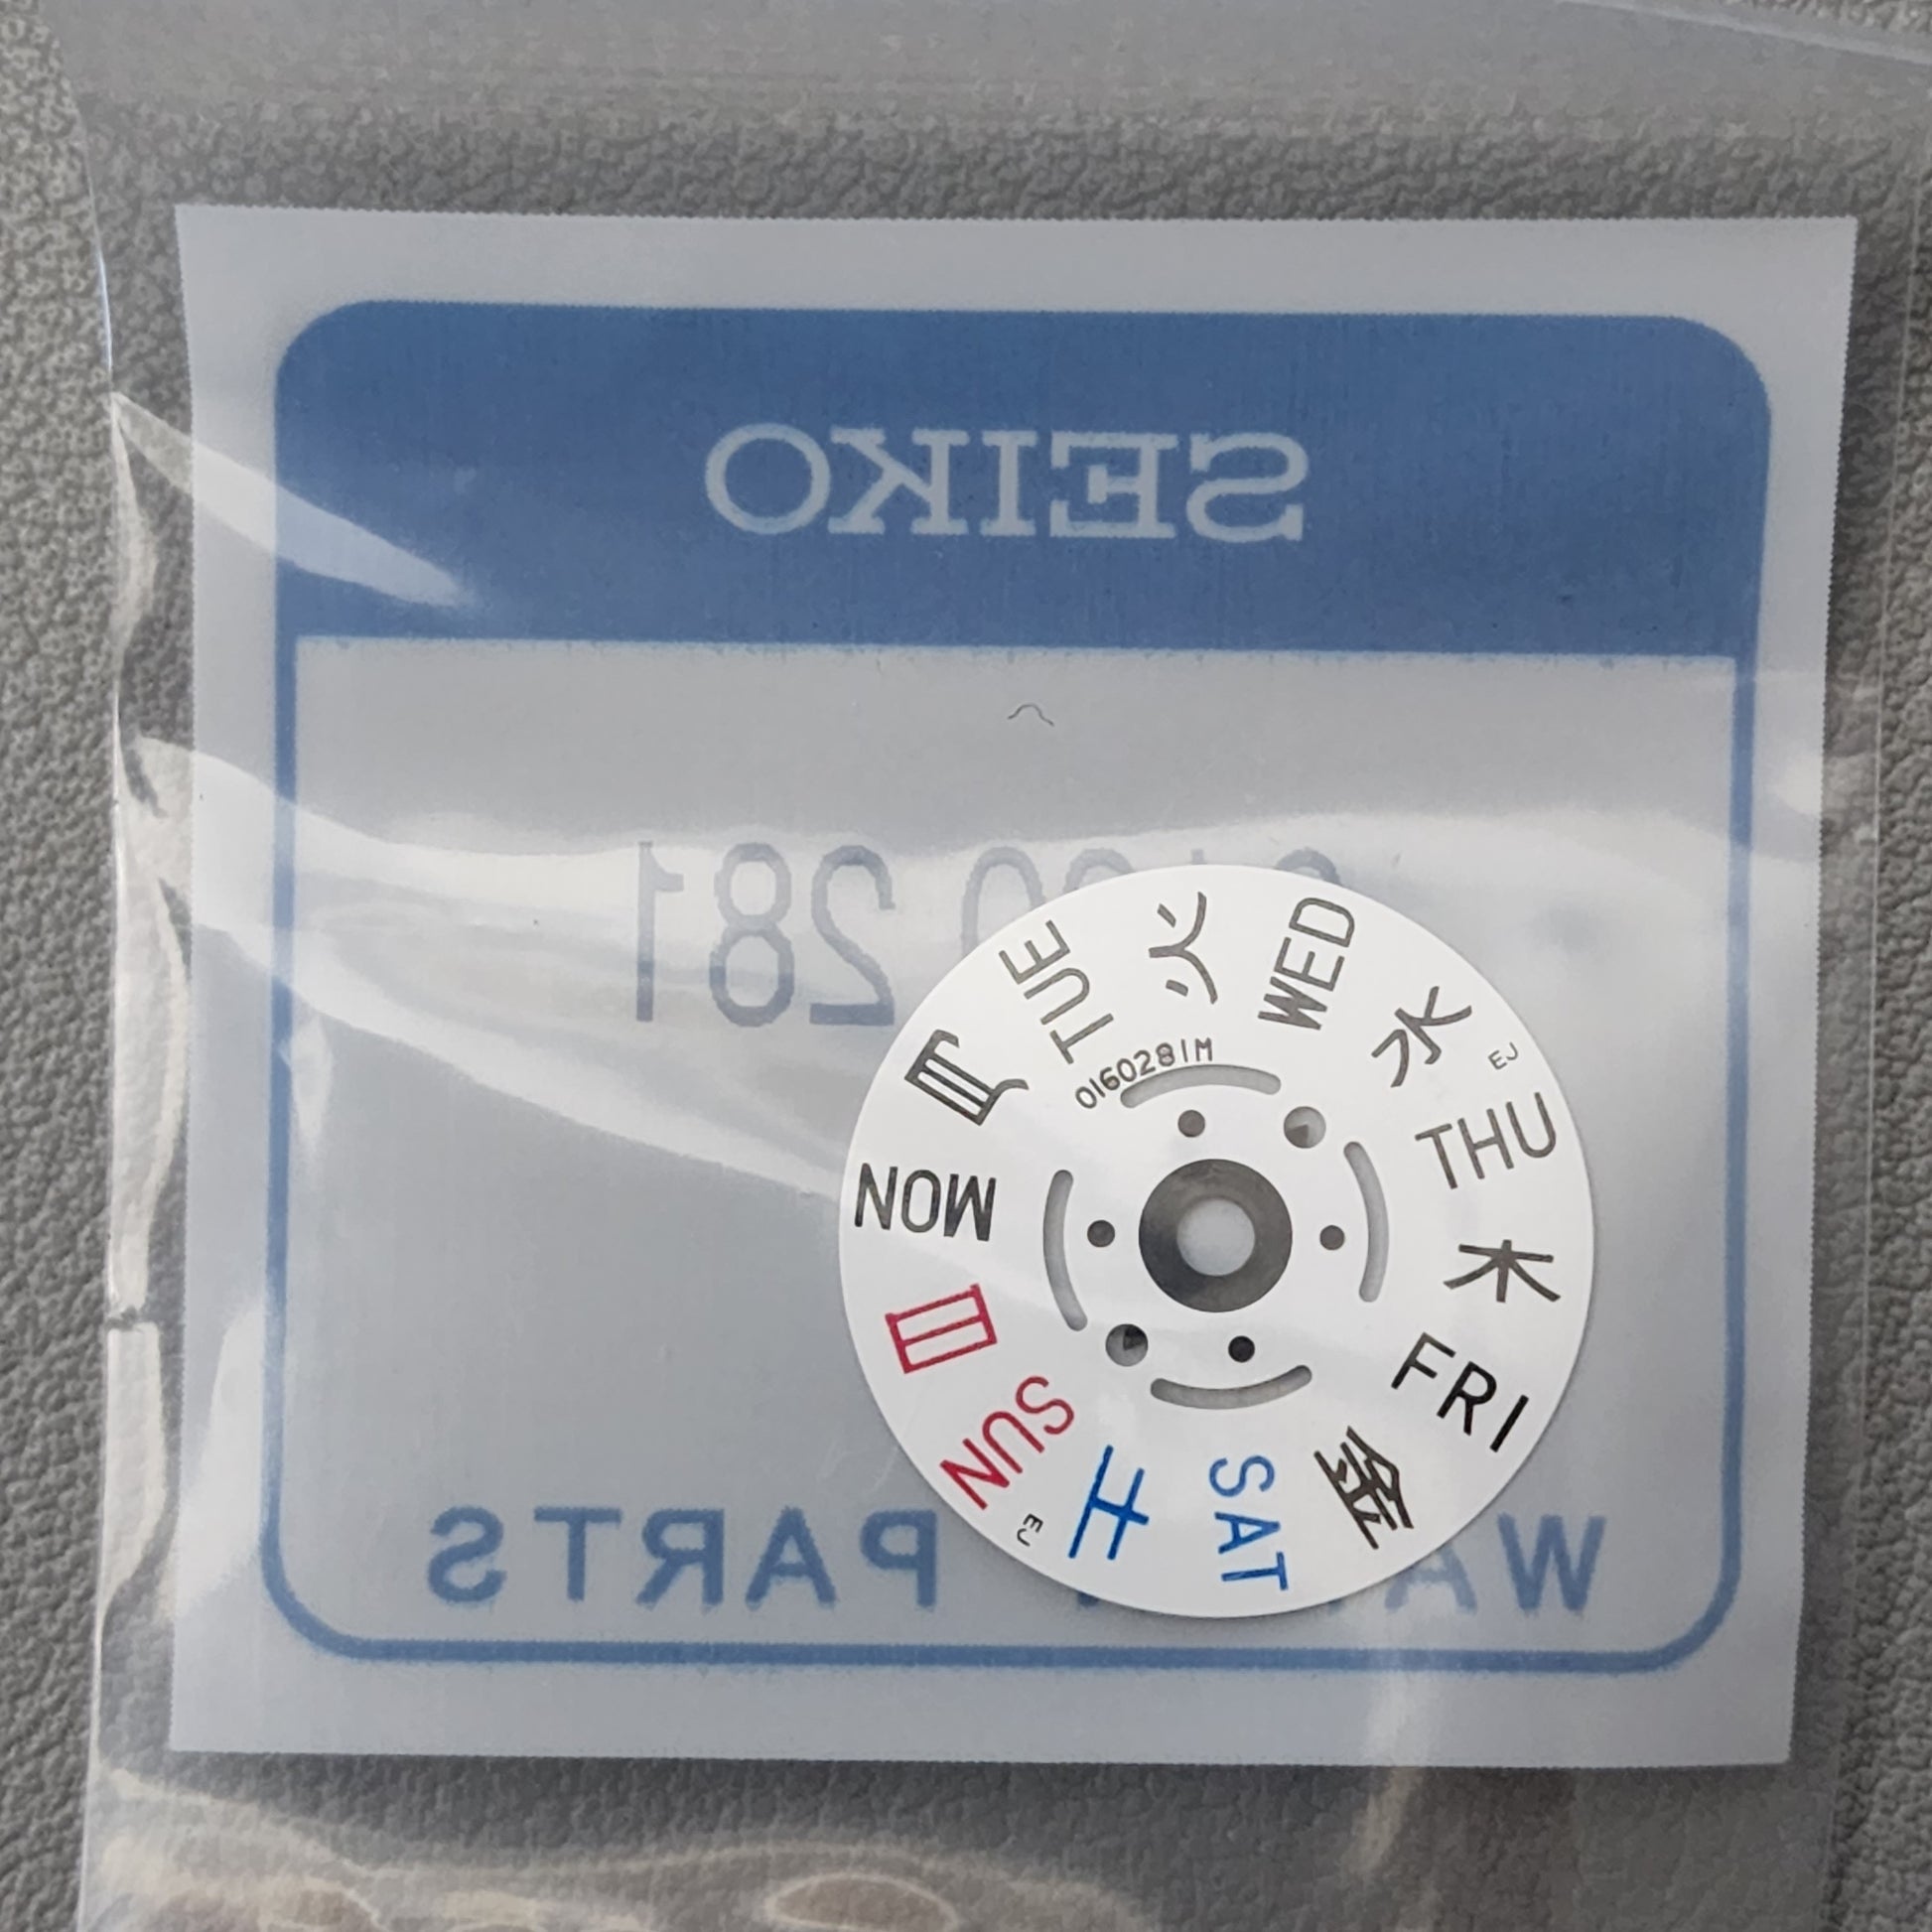 SEIKO
281
SUN
日
MON
月
TUE
火
WED
水
EJ
THU
木
FRI
金
SAT
土
EJ
0160281M
PARTS